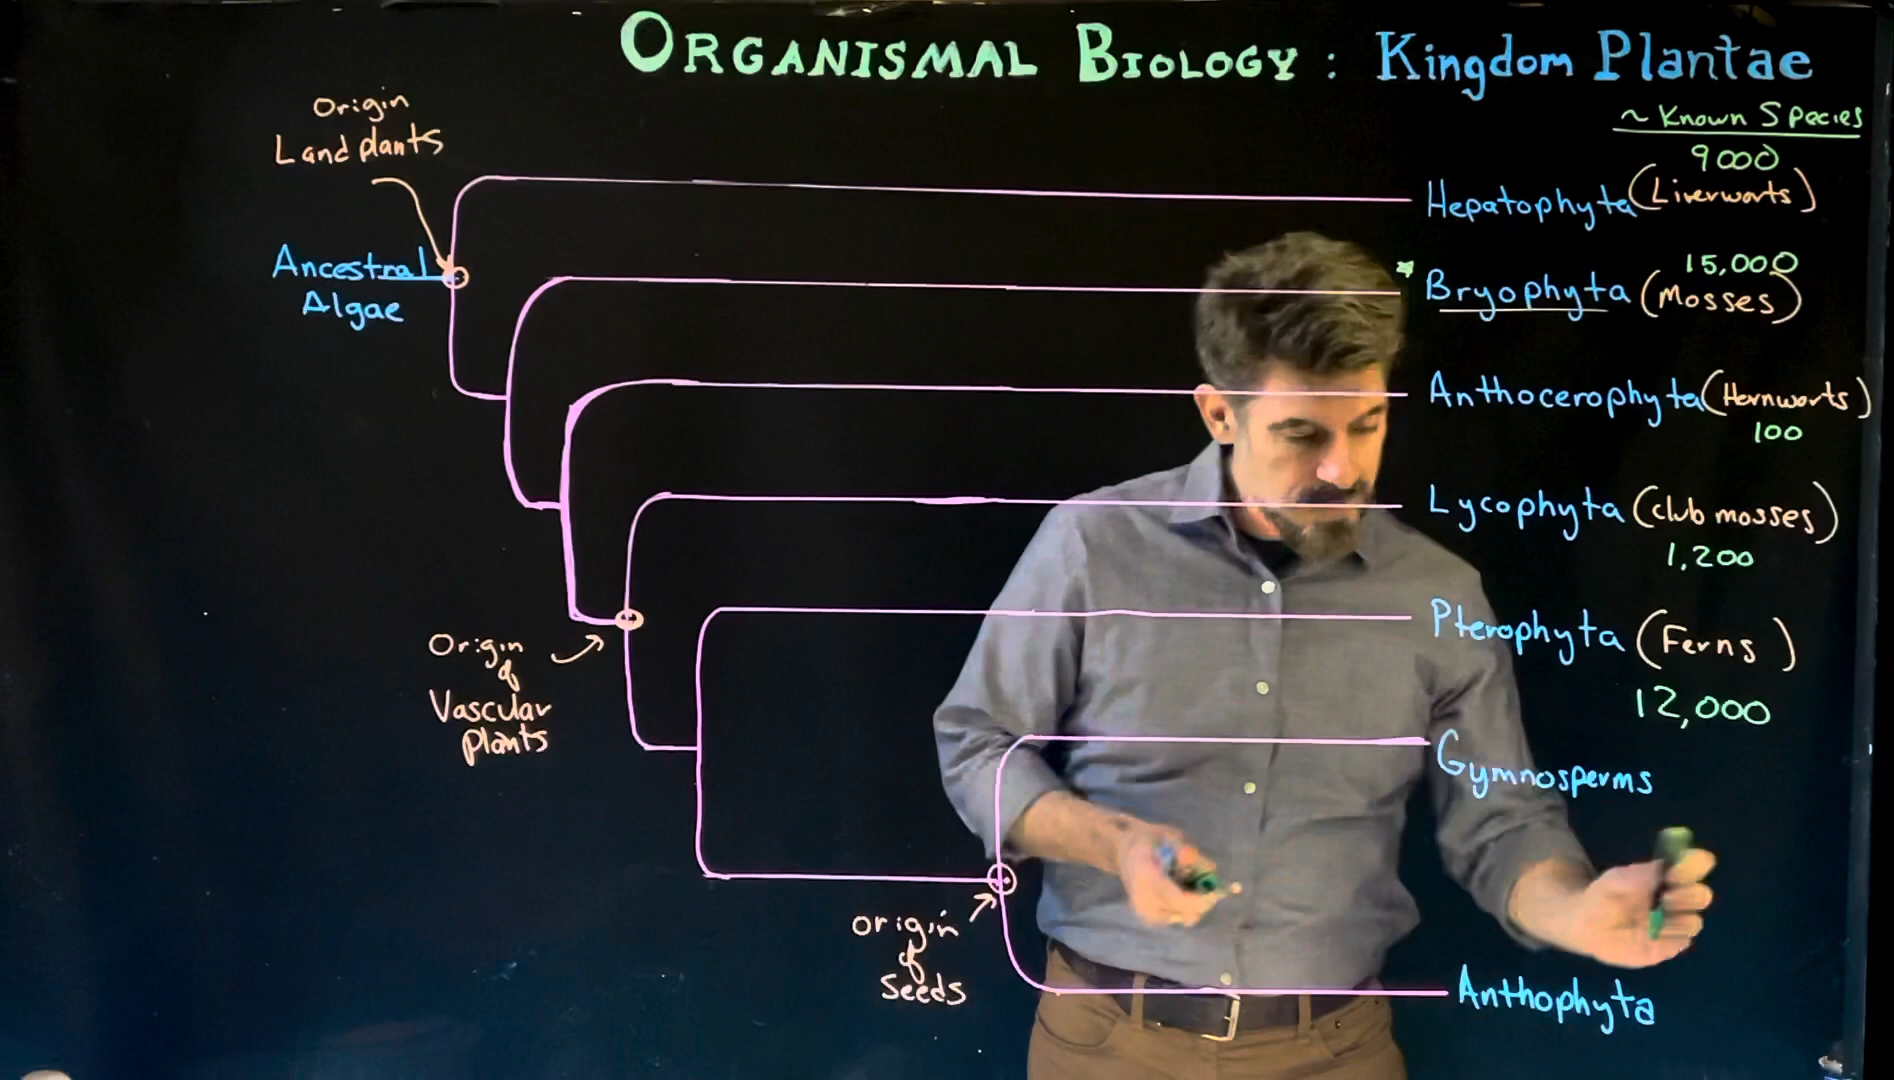 ORGANISMAL BIOLOGY : Kingdom Plantae
~ Known Species
Origin
Land plants
9000
Hepatophyta (Liverworts)
Ancestral
Algae
15,000
Bryophyta (Mosses)
Anthocerophyta (Hornworts)
100
Lycophyta (club mosses)
1,200
Pterophyta (Ferns)
12,000
Origin
of
Vascular
plants
Gymnosperms
origin
of
Seeds
Anthophyta